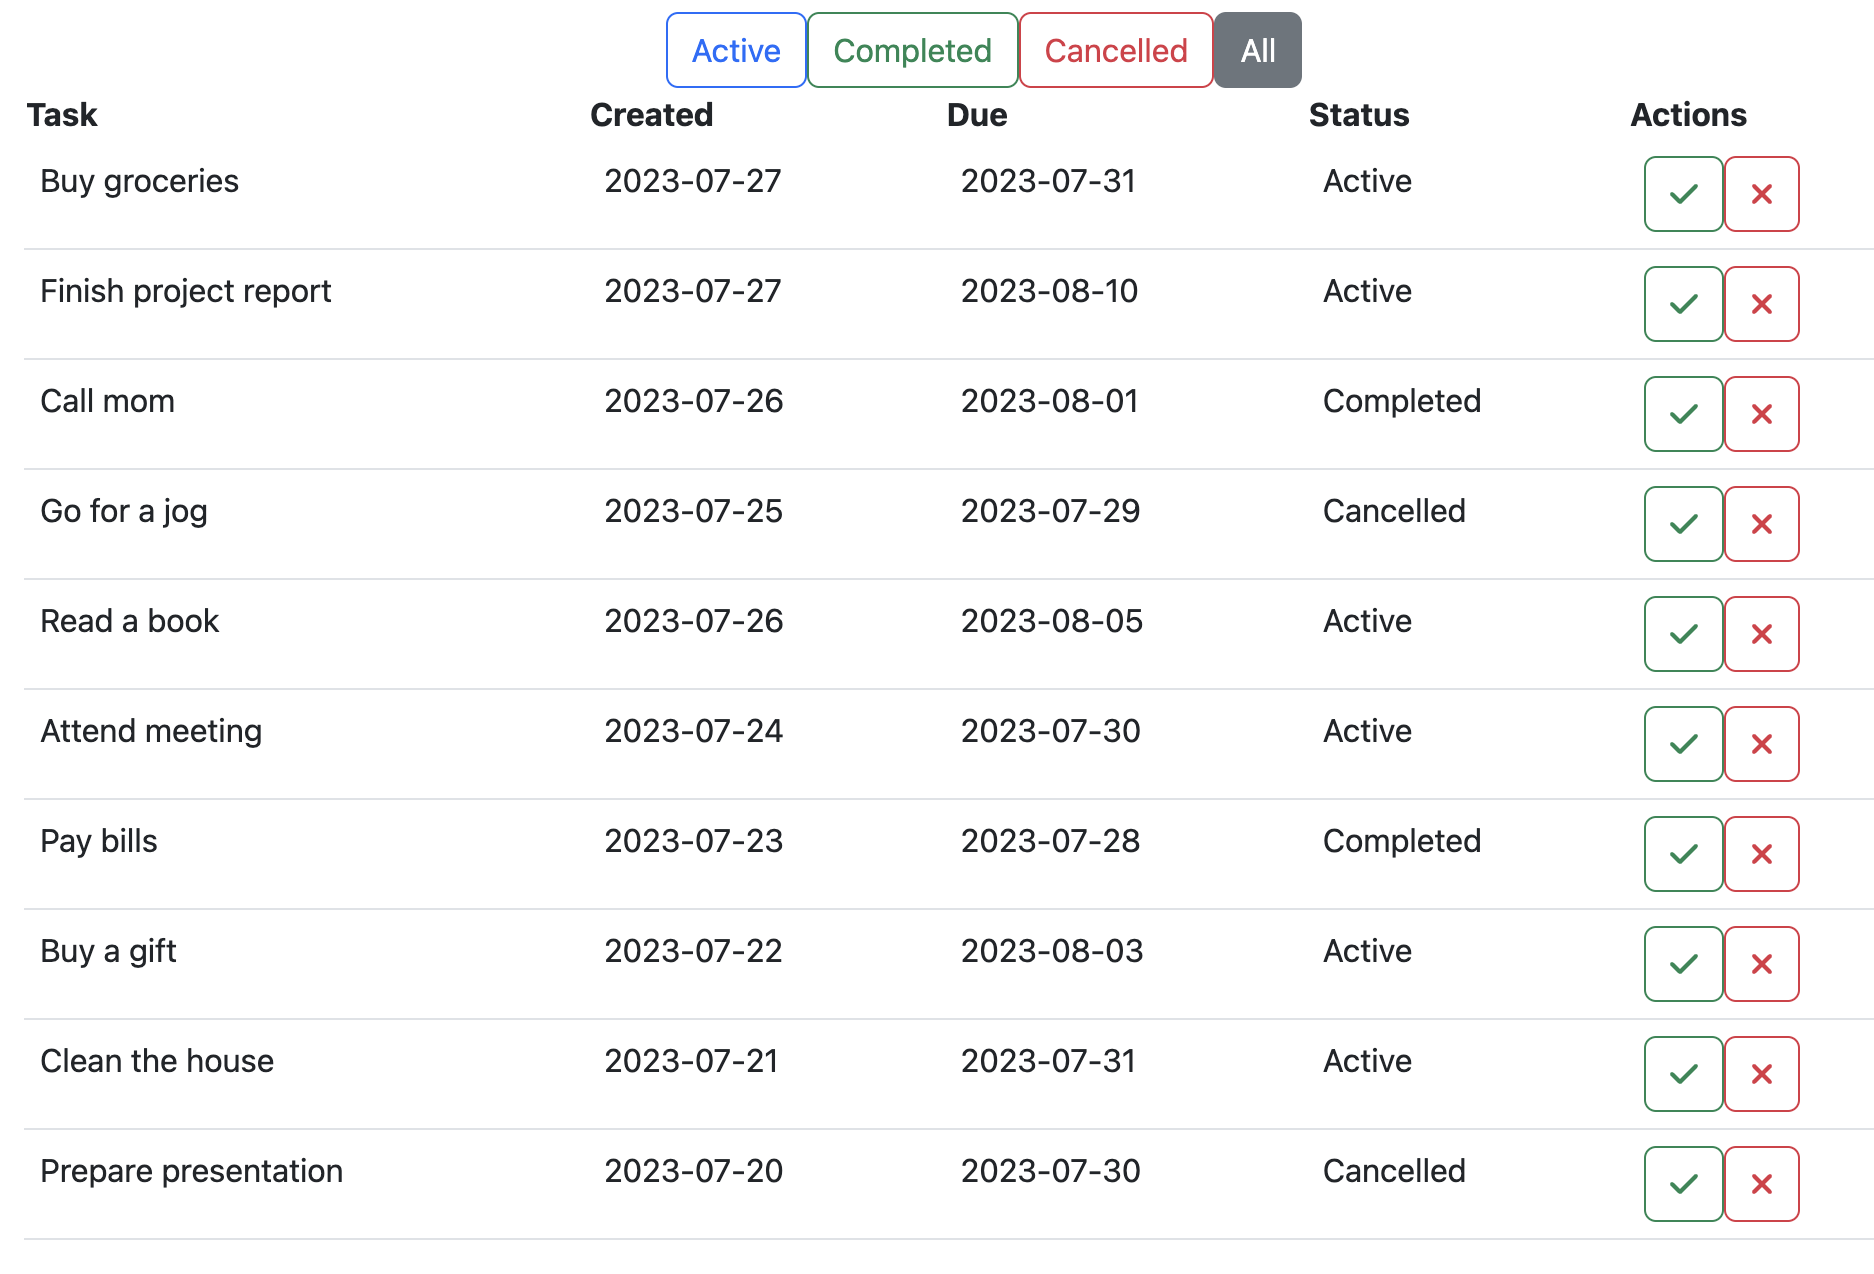 Active Completed Cancelled All
Task Created Due Status Actions
Buy groceries 2023-07-27 2023-07-31 Active
Finish project report 2023-07-27 2023-08-10 Active
Call mom 2023-07-26 2023-08-01 Completed
Go for a jog 2023-07-25 2023-07-29 Cancelled
Read a book 2023-07-26 2023-08-05 Active
Attend meeting 2023-07-24 2023-07-30 Active
Pay bills 2023-07-23 2023-07-28 Completed
Buy a gift 2023-07-22 2023-08-03 Active
Clean the house 2023-07-21 2023-07-31 Active
Prepare presentation 2023-07-20 2023-07-30 Cancelled